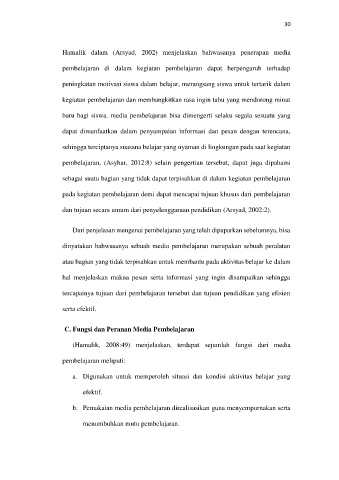 30
Hamalik dalam (Arsyad, 2002) menjelaskan bahwasanya penerapan media
pembelajaran di dalam kegiatan pembelajaran dapat berpengaruh terhadap
peningkatan motivasi siswa dalam belajar, merangsang siswa untuk tertarik dalam
kegiatan pembelajaran dan membangkitkan rasa ingin tahu yang mendorong minat
baru bagi siswa. media pembelajaran bisa dimengerti selaku segala sesuatu yang
dapat dimanfaatkan dalam penyampaian informasi dan pesan dengan terencana,
sehingga terciptanya suasana belajar yang nyaman di lingkungan pada saat kegiatan
pembelajaran, (Asyhar, 2012:8) selain pengertian tersebut, dapat juga dipahami
sebagai suatu bagian yang tidak dapat terpisahkan di dalam kegiatan pembelajaran
pada kegiatan pembelajaran demi dapat mencapai tujuan khusus dari pembelajaran
dan tujuan secara umum dari penyelenggaraan pendidikan (Arsyad, 2002:2).
Dari penjelasan mengenai pembelajaran yang telah dipaparkan sebelumnya, bisa
dinyatakan bahwasanya sebuah media pembelajaran merupakan sebuah peralatan
atau bagian yang tidak terpisahkan untuk membantu pada aktivitas belajar ke dalam
hal menjelaskan makna pesan serta informasi yang ingin disampaikan sehingga
tercapainya tujuan dari pembelajaran tersebut dan tujuan pendidikan yang efisien
serta efektif.
C. Fungsi dan Peranan Media Pembelajaran
(Hamalik, 2008:49) menjelaskan, terdapat sejumlah fungsi dari media
pembelajaran meliputi:
a. Digunakan untuk memperoleh situasi dan kondisi aktivitas belajar yang
efektif.
b. Pemakaian media pembelajaran direalisasikan guna menyempurnakan serta
menumbuhkan mutu pembelajaran.